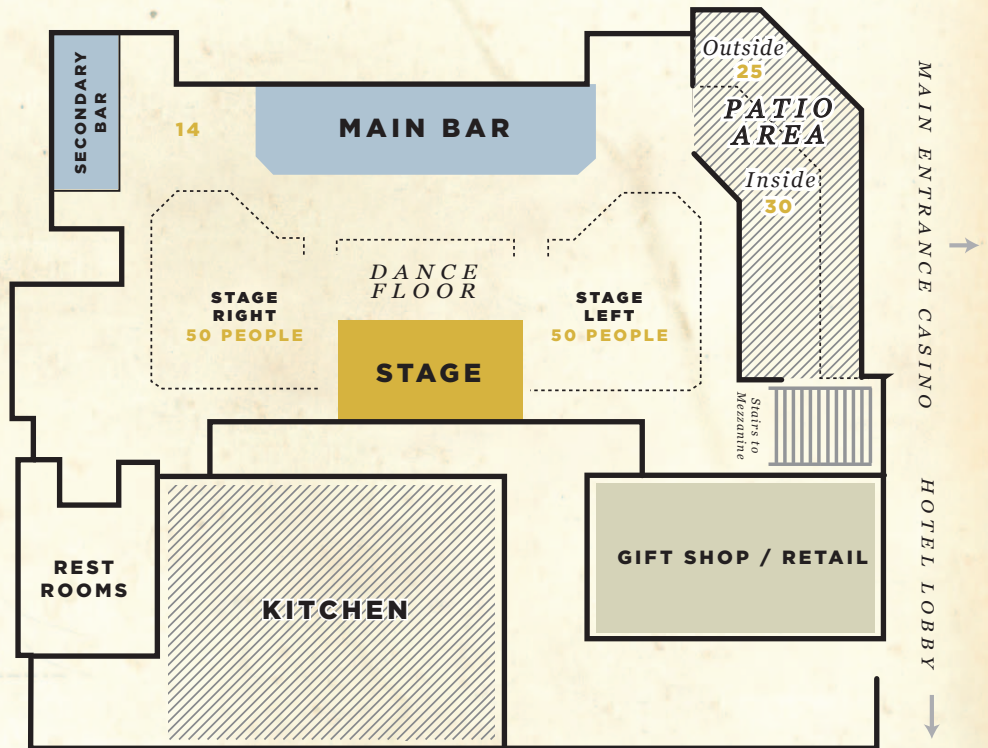 SECONDARY
BAR
14
MAIN BAR
Outside
25
PATIO
AREA
Inside
30
MAIN ENTRANCE CASINO
DANCE
FLOOR
STAGE
RIGHT
50 PEOPLE
STAGE
LEFT
50 PEOPLE
STAGE
Stairs to
Mezzanine
HOTEL LOBBY
REST
ROOMS
KITCHEN
GIFT SHOP / RETAIL